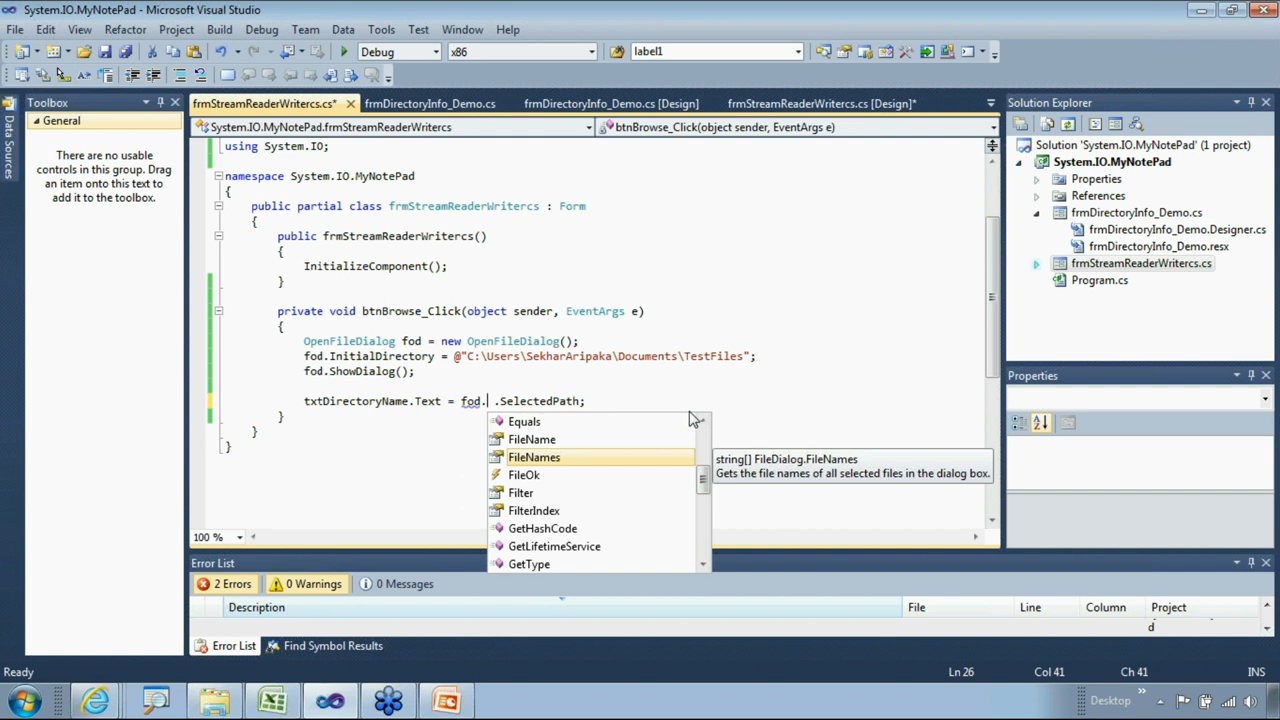 System.IO.MyNotePad - Microsoft Visual Studio
File Edit View Refactor Project Build Debug Team Data Tools Test Window Help
Debug x86 label1
Toolbox
General
There are no usable
controls in this group. Drag
an item onto this text to
add it to the toolbox.
Data Sources
frmStreamReaderWritercs.cs* frmDirectoryInfo_Demo.cs frmDirectoryInfo_Demo.cs [Design] frmStreamReaderWritercs.cs [Design]*
System.IO.MyNotePad.frmStreamReaderWritercs btnBrowse_Click(object sender, EventArgs e)
using System.IO;
namespace System.IO.MyNotePad
{
public partial class frmStreamReaderWritercs : Form
{
public frmStreamReaderWritercs()
{
InitializeComponent();
}
private void btnBrowse_Click(object sender, EventArgs e)
{
OpenFileDialog fod = new OpenFileDialog();
fod.InitialDirectory = @"C:\Users\SekharAripaka\Documents\TestFiles";
fod.ShowDialog();
txtDirectoryName.Text = fod. .SelectedPath;
}
}
}
Equals
FileName
FileNames
FileOk
Filter
FilterIndex
GetHashCode
GetLifetimeService
GetType
string[] FileDialog.FileNames
Gets the file names of all selected files in the dialog box.
100 %
Solution Explorer
Solution 'System.IO.MyNotePad' (1 project)
System.IO.MyNotePad
Properties
References
frmDirectoryInfo_Demo.cs
frmDirectoryInfo_Demo.Designer.cs
frmDirectoryInfo_Demo.resx
frmStreamReaderWritercs.cs
Program.cs
Properties
Error List
2 Errors 0 Warnings 0 Messages
Description File Line Column Project
d
Error List Find Symbol Results
Ready Ln 26 Col 41 Ch 41 INS
Desktop